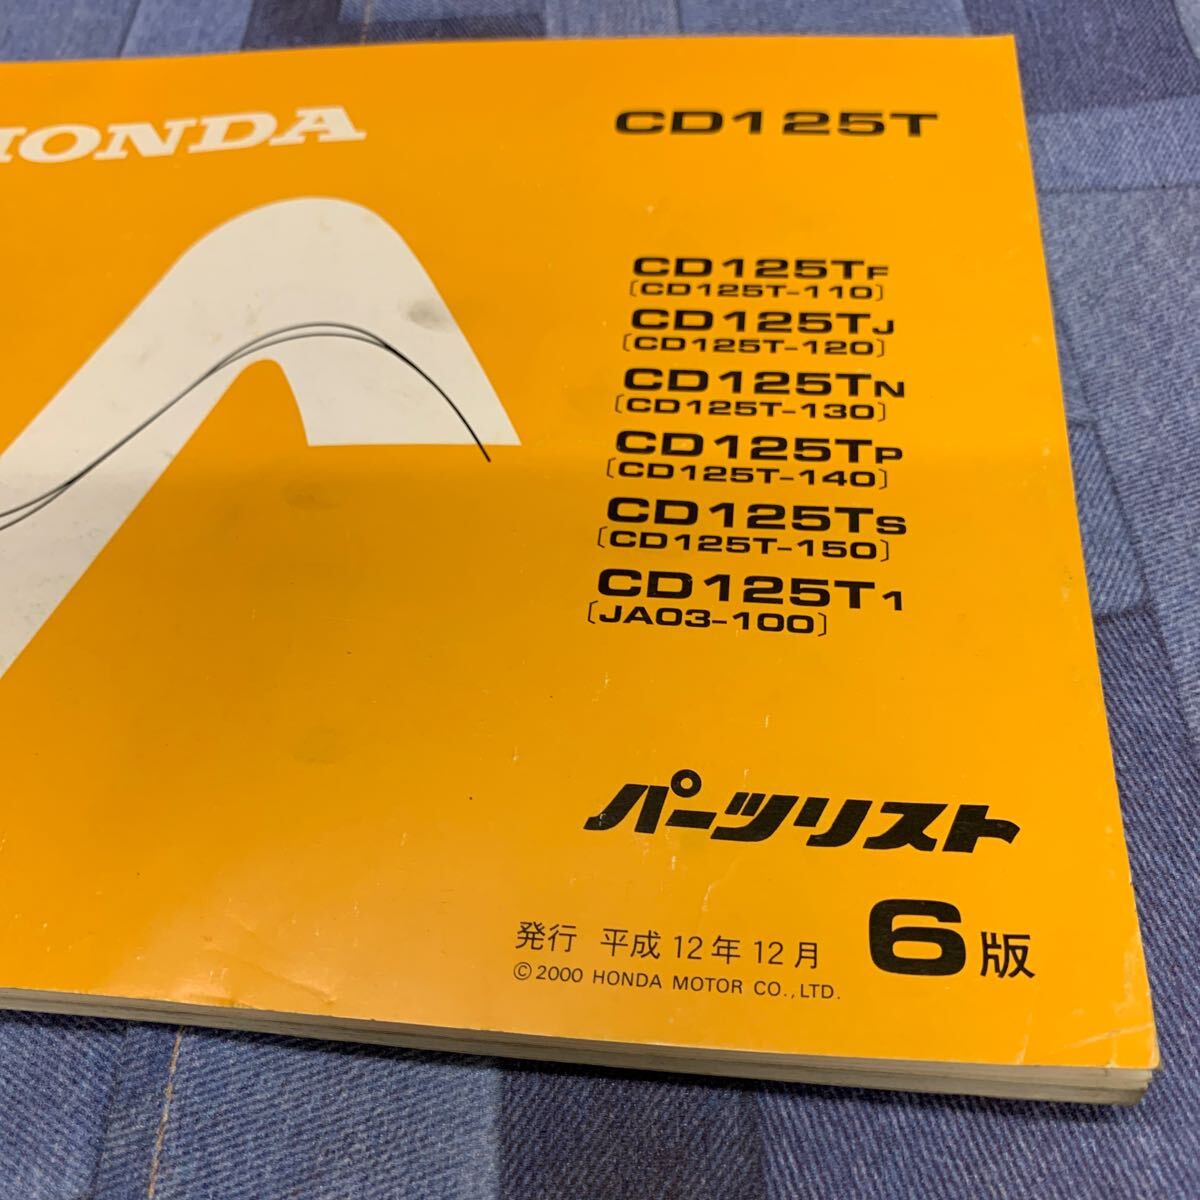 HONDA
CD125T
CD125TF
〔CD125T-110〕
CD125TJ
〔CD125T-120〕
CD125TN
〔CD125T-130〕
CD125TP
〔CD125T-140〕
CD125TS
〔CD125T-150〕
CD125T1
〔JA03-100〕
パーツリスト
6版
発行 平成12年12月
©2000 HONDA MOTOR CO.,LTD.